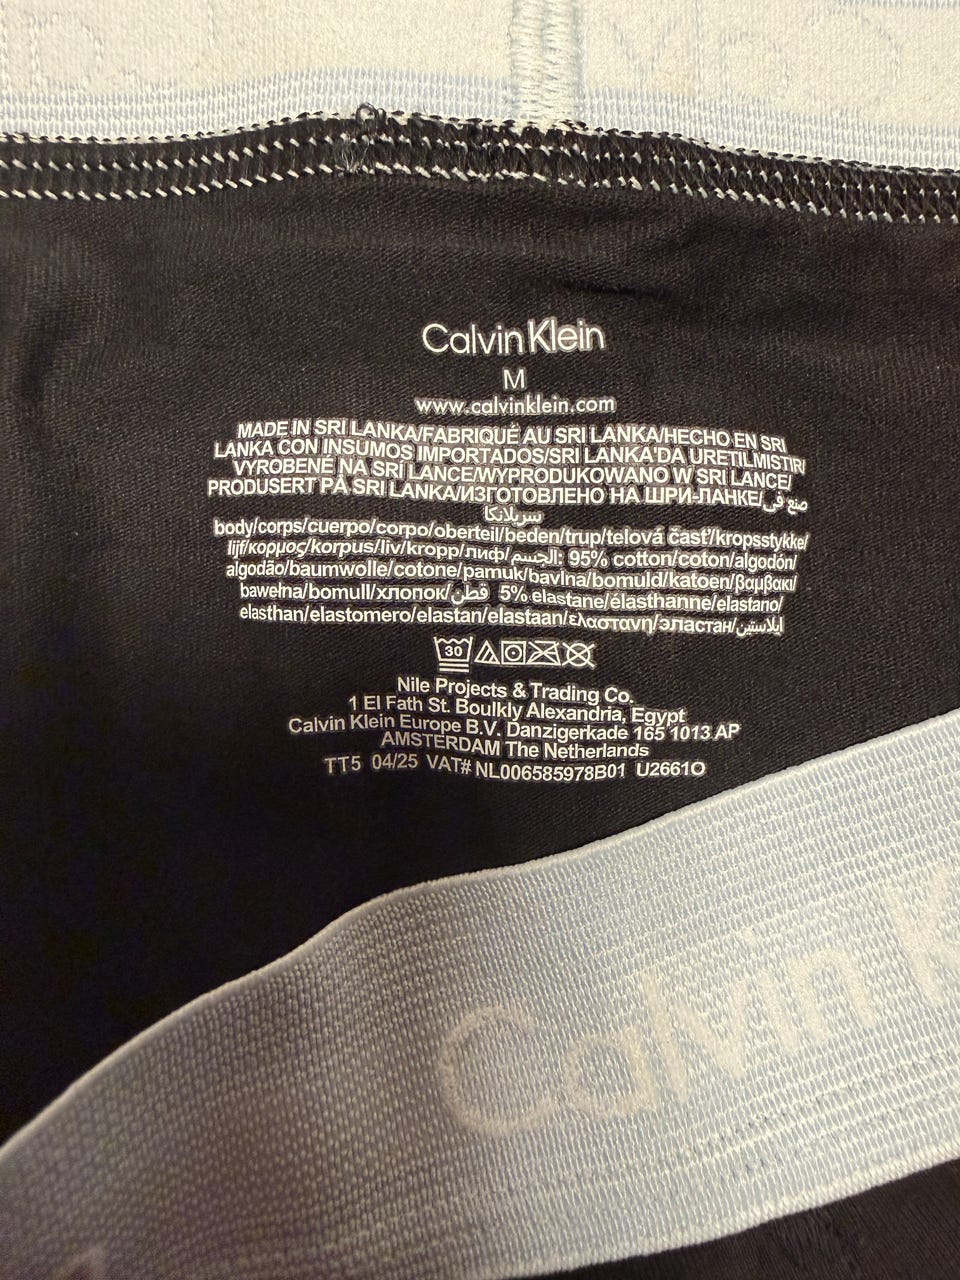 Calvin Klein
M
www.calvinklein.com
MADE IN SRI LANKA/FABRIQUÉ AU SRI LANKA/HECHO EN SRI
LANKA CON INSUMOS IMPORTADOS/SRI LANKA'DA URETILMISTIR/
VYROBENÉ NA SRÍ LANCE/WYPRODUKOWANO W SRI LANCE/
PRODUSERT PÅ SRI LANKA/ИЗГОТОВЛЕНО НА ШРИ-ЛАНКЕ/صنع في
سريلانكا
body/corps/cuerpo/corpo/oberteil/beden/trup/telová časť/kropsstykke/
lijf/κορμος/korpus/liv/kropp/лиф/الجسم: 95% cotton/coton/algodón/
algodão/baumwolle/cotone/pamuk/bavlna/bomuld/katoen/βαμβακι/
bawełna/bomull/хлопок/قطن 5% elastane/élasthanne/elastano/
elasthan/elastomero/elastan/elastaan/ελαστανη/эластан/ايلاستين
30
Nile Projects & Trading Co.
1 El Fath St. Boulkly Alexandria, Egypt
Calvin Klein Europe B.V. Danzigerkade 165 1013 AP
AMSTERDAM The Netherlands
TT5 04/25 VAT# NL006585978B01 U2661O
Calvin K